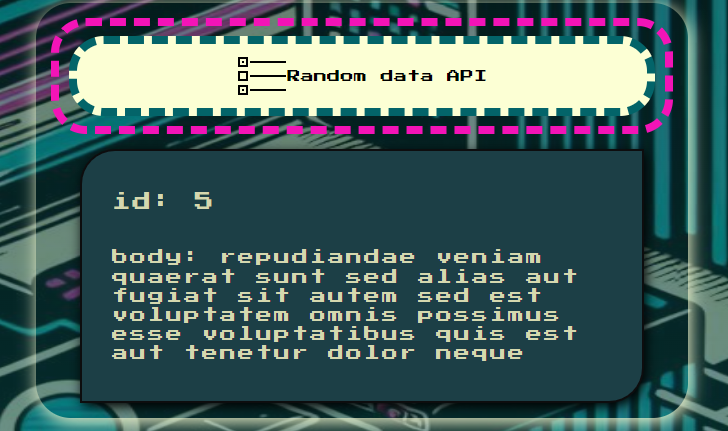 Random data API
id: 5
body: repudiandae veniam
quaerat sunt sed alias aut
fugiat sit autem sed est
voluptatem omnis possimus
esse voluptatibus quis est
aut tenetur dolor neque